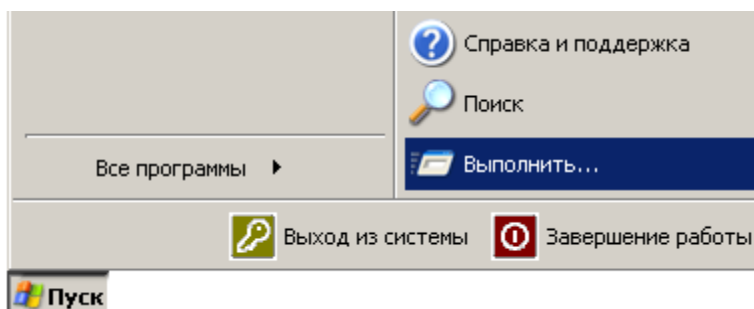 Справка и поддержка
Поиск
Все программы
Выполнить...
Выход из системы
Завершение работы
Пуск